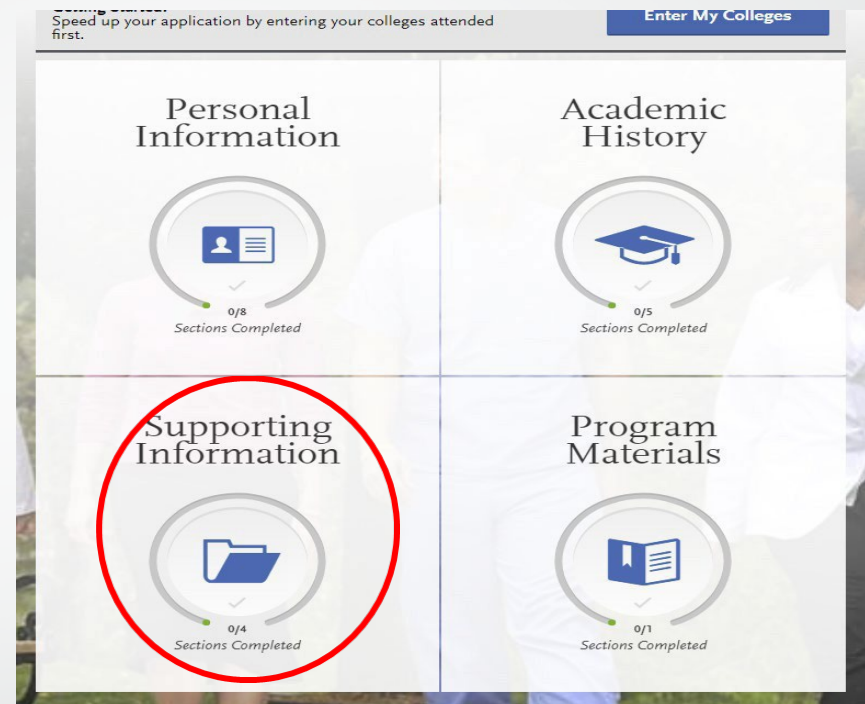 Speed up your application by entering your colleges attended
first.
Enter My Colleges
Personal
Information
0/8
Sections Completed
Academic
History
0/5
Sections Completed
Supporting
Information
0/4
Sections Completed
Program
Materials
0/1
Sections Completed